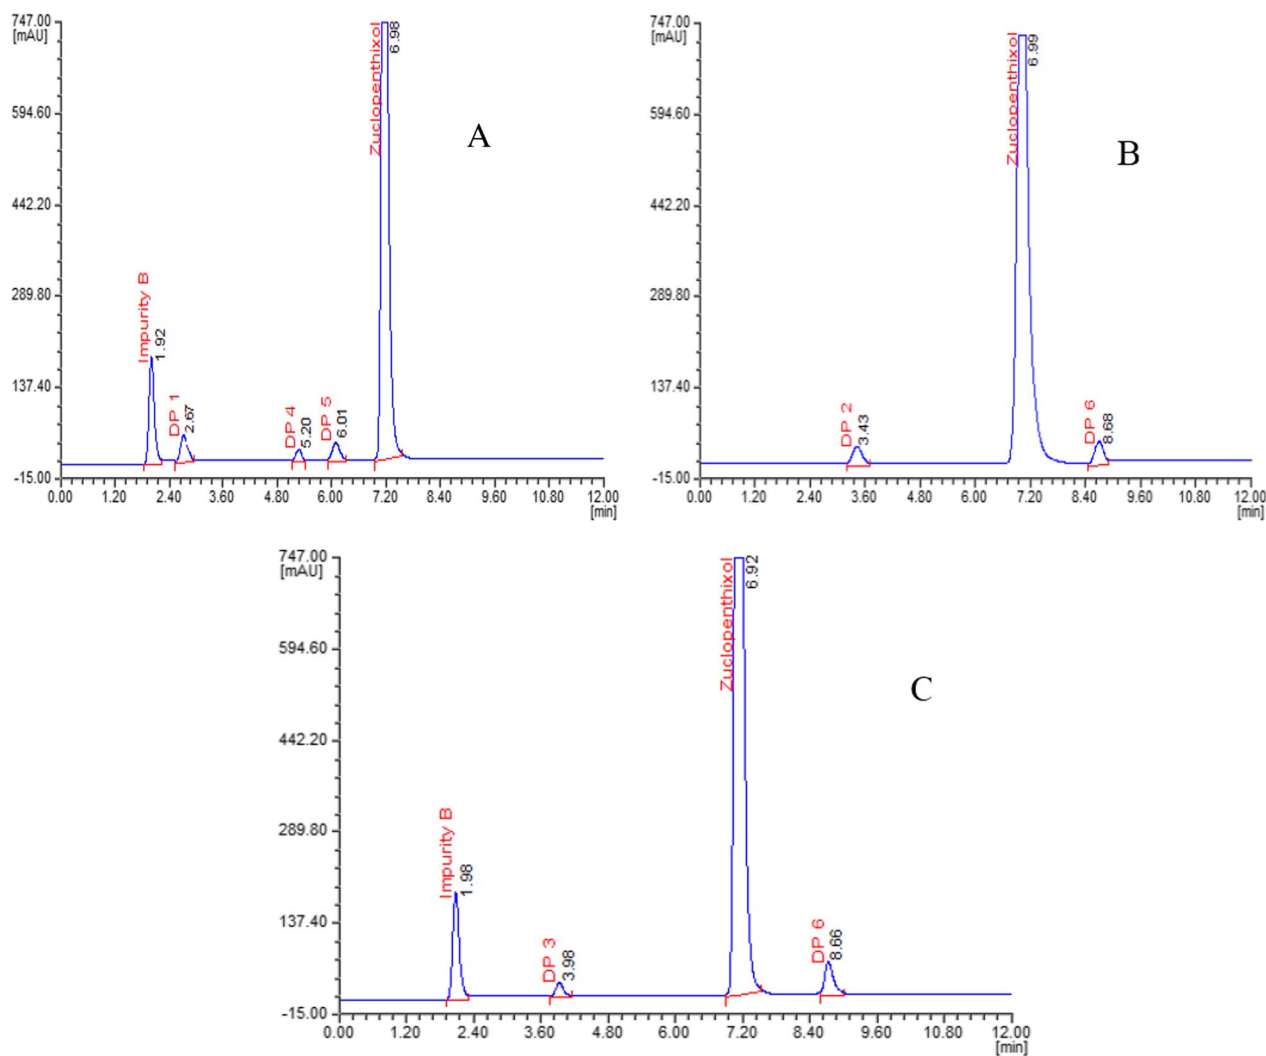 747.00
[mAU]
594.60
442.20
289.80
137.40
-15.00
0.00 1.20 2.40 3.60 4.80 6.00 7.20 8.40 9.60 10.80 12.00
[min]
Impurity B
1.92
DP 1
2.67
DP 4
5.20
DP 5
6.01
Zuclopenthixol
6.98
A
747.00
[mAU]
594.60
442.20
289.80
137.40
-15.00
0.00 1.20 2.40 3.60 4.80 6.00 7.20 8.40 9.60 10.80 12.00
[min]
DP 2
3.43
Zuclopenthixol
6.99
DP 6
8.68
B
747.00
[mAU]
594.60
442.20
289.80
137.40
-15.00
0.00 1.20 2.40 3.60 4.80 6.00 7.20 8.40 9.60 10.80 12.00
[min]
Impurity B
1.98
DP 3
3.98
Zuclopenthixol
6.92
DP 6
8.66
C